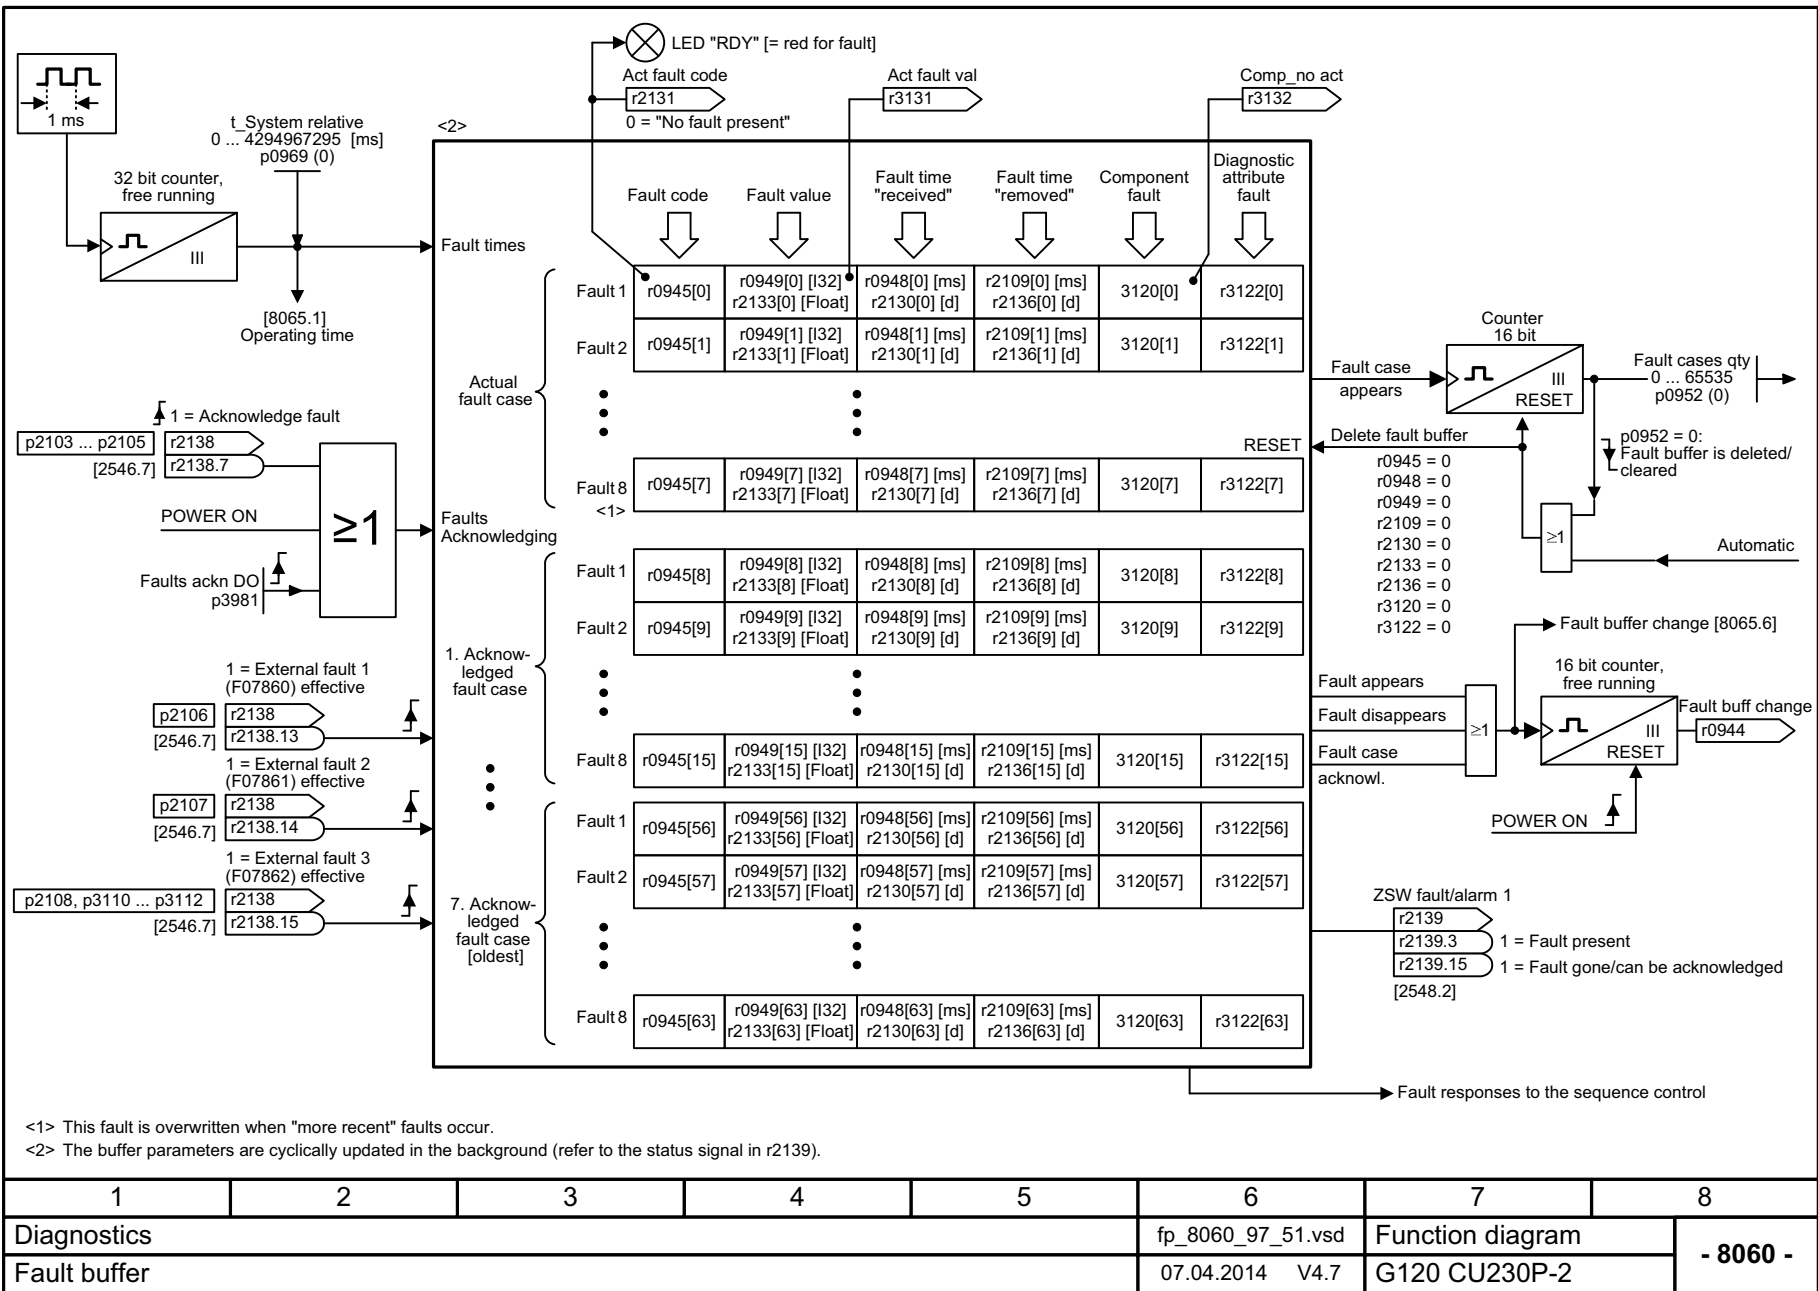 LED "RDY" [= red for fault]
1 ms
Act fault code
r2131
0 = "No fault present"
Act fault val
r3131
Comp_no act
r3132
t_System relative
0 ... 4294967295 [ms]
p0969 (0)
<2>
32 bit counter,
free running
III
[8065.1]
Operating time
Fault times
Fault code
Fault value
Fault time
"received"
Fault time
"removed"
Component
fault
Diagnostic
attribute
fault
Actual
fault case
Fault 1
r0945[0]
r0949[0] [I32]
r2133[0] [Float]
r0948[0] [ms]
r2130[0] [d]
r2109[0] [ms]
r2136[0] [d]
3120[0]
r3122[0]
Fault 2
r0945[1]
r0949[1] [I32]
r2133[1] [Float]
r0948[1] [ms]
r2130[1] [d]
r2109[1] [ms]
r2136[1] [d]
3120[1]
r3122[1]
Fault 8
<1>
r0945[7]
r0949[7] [I32]
r2133[7] [Float]
r0948[7] [ms]
r2130[7] [d]
r2109[7] [ms]
r2136[7] [d]
3120[7]
r3122[7]
1 = Acknowledge fault
p2103 ... p2105
r2138
[2546.7]
r2138.7
POWER ON
≥1
Faults ackn DO
p3981
Faults
Acknowledging
1. Acknow-
ledged
fault case
Fault 1
r0945[8]
r0949[8] [I32]
r2133[8] [Float]
r0948[8] [ms]
r2130[8] [d]
r2109[8] [ms]
r2136[8] [d]
3120[8]
r3122[8]
Fault 2
r0945[9]
r0949[9] [I32]
r2133[9] [Float]
r0948[9] [ms]
r2130[9] [d]
r2109[9] [ms]
r2136[9] [d]
3120[9]
r3122[9]
Fault 8
r0945[15]
r0949[15] [I32]
r2133[15] [Float]
r0948[15] [ms]
r2130[15] [d]
r2109[15] [ms]
r2136[15] [d]
3120[15]
r3122[15]
1 = External fault 1
(F07860) effective
p2106
r2138
[2546.7]
r2138.13
1 = External fault 2
(F07861) effective
p2107
r2138
[2546.7]
r2138.14
1 = External fault 3
(F07862) effective
p2108, p3110 ... p3112
r2138
[2546.7]
r2138.15
7. Acknow-
ledged
fault case
[oldest]
Fault 1
r0945[56]
r0949[56] [I32]
r2133[56] [Float]
r0948[56] [ms]
r2130[56] [d]
r2109[56] [ms]
r2136[56] [d]
3120[56]
r3122[56]
Fault 2
r0945[57]
r0949[57] [I32]
r2133[57] [Float]
r0948[57] [ms]
r2130[57] [d]
r2109[57] [ms]
r2136[57] [d]
3120[57]
r3122[57]
Fault 8
r0945[63]
r0949[63] [I32]
r2133[63] [Float]
r0948[63] [ms]
r2130[63] [d]
r2109[63] [ms]
r2136[63] [d]
3120[63]
r3122[63]
Fault case
appears
Counter
16 bit
III
RESET
Fault cases qty
0 ... 65535
p0952 (0)
RESET
Delete fault buffer
r0945 = 0
r0948 = 0
r0949 = 0
r2109 = 0
r2130 = 0
r2133 = 0
r2136 = 0
r3120 = 0
r3122 = 0
p0952 = 0:
Fault buffer is deleted/
cleared
≥1
Automatic
Fault buffer change [8065.6]
Fault appears
Fault disappears
Fault case
acknowl.
≥1
16 bit counter,
free running
III
RESET
Fault buff change
r0944
POWER ON
ZSW fault/alarm 1
r2139
r2139.3
1 = Fault present
r2139.15
1 = Fault gone/can be acknowledged
[2548.2]
Fault responses to the sequence control
<1> This fault is overwritten when "more recent" faults occur.
<2> The buffer parameters are cyclically updated in the background (refer to the status signal in r2139).
1 2 3 4 5 6 7 8
Diagnostics
fp_8060_97_51.vsd
Function diagram
- 8060 -
Fault buffer
07.04.2014 V4.7
G120 CU230P-2